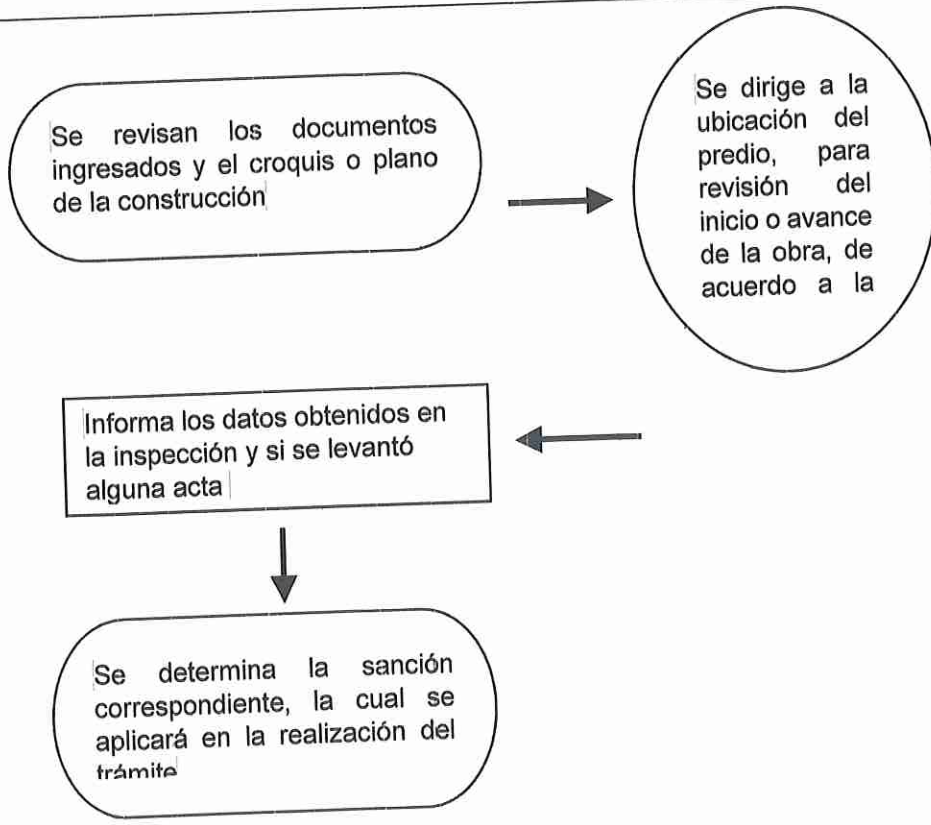 Se revisan los documentos
ingresados y el croquis o plano
de la construcción
Se dirige a la
ubicación del
predio, para
revisión del
inicio o avance
de la obra, de
acuerdo a la
Informa los datos obtenidos en
la inspección y si se levantó
alguna acta
Se determina la sanción
correspondiente, la cual se
aplicará en la realización del
trámite